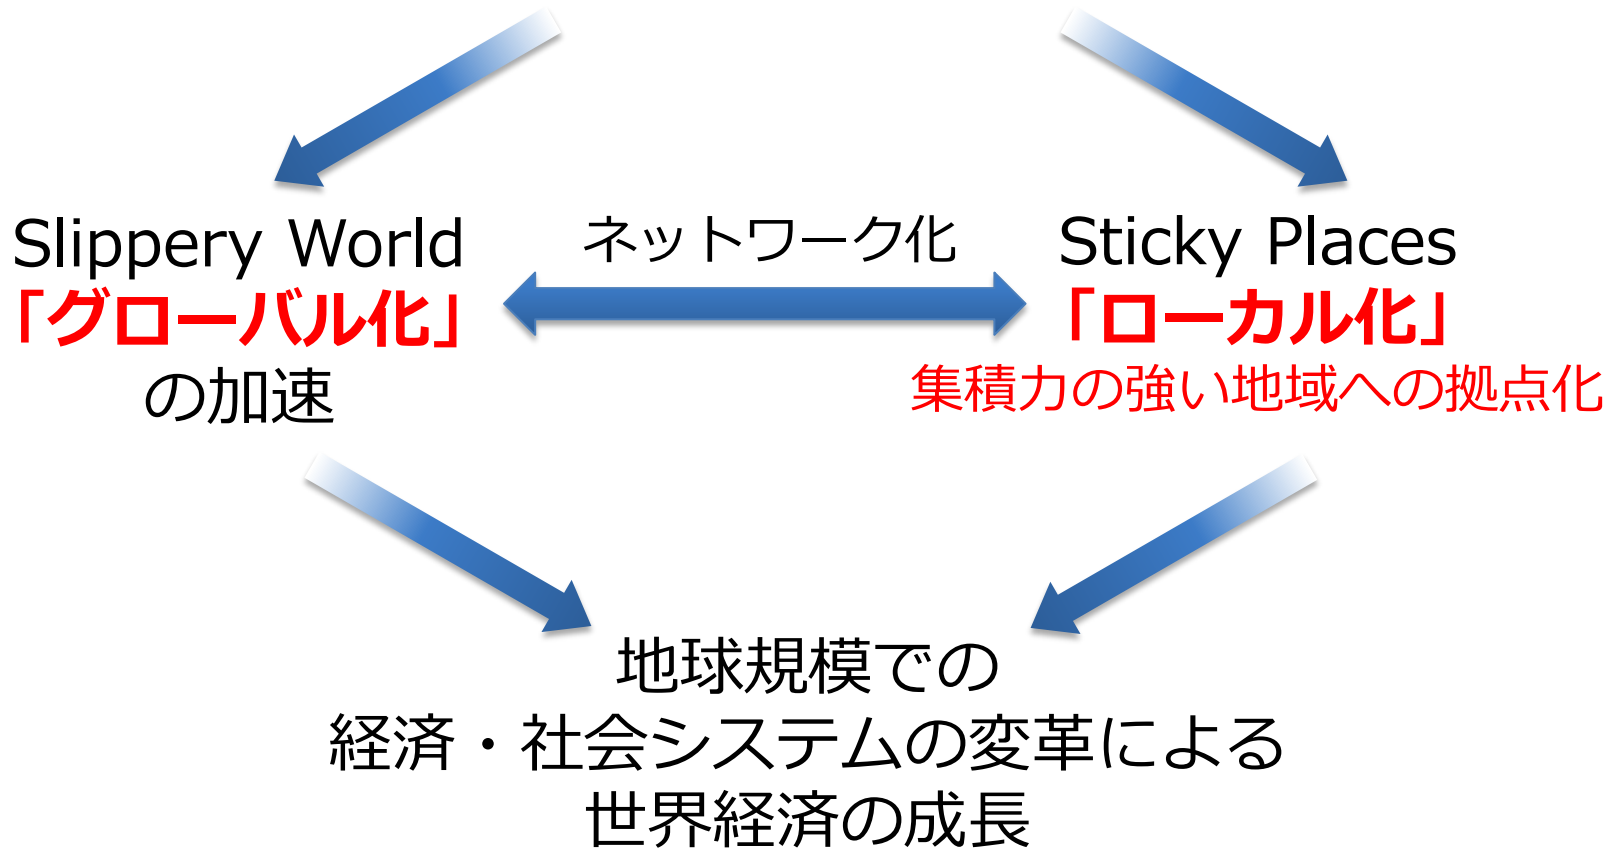 Slippery World
「グローバル化」
の加速
ネットワーク化
Sticky Places
「ローカル化」
集積力の強い地域への拠点化
地球規模での
経済・社会システムの変革による
世界経済の成長